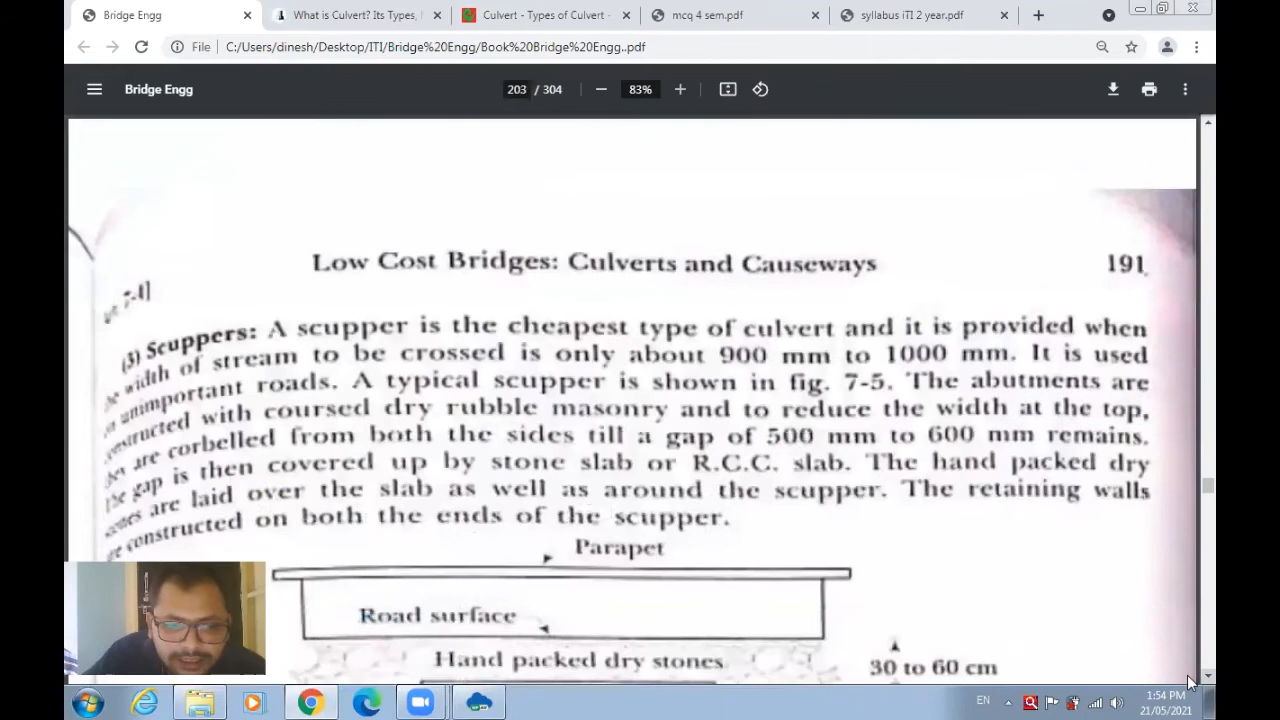 Bridge Engg
What is Culvert? Its Types,
Culvert - Types of Culvert -
mcq 4 sem.pdf
syllabus iTI 2 year.pdf
File
C:/Users/dinesh/Desktop/ITI/Bridge%20Engg/Book%20Bridge%20Engg..pdf
Bridge Engg
203 / 304
83%
Low Cost Bridges: Culverts and Causeways
191
7-4]
(3) Scuppers: A scupper is the cheapest type of culvert and it is provided when
width of stream to be crossed is only about 900 mm to 1000 mm. It is used
unimportant roads. A typical scupper is shown in fig. 7-5. The abutments are
constructed with coursed dry rubble masonry and to reduce the width at the top,
are corbelled from both the sides till a gap of 500 mm to 600 mm remains.
The gap is then covered up by stone slab or R.C.C. slab. The hand packed dry
stones are laid over the slab as well as around the scupper. The retaining walls
constructed on both the ends of the scupper.
Parapet
Road surface
Hand packed dry stones
30 to 60 cm
EN
1:54 PM
21/05/2021